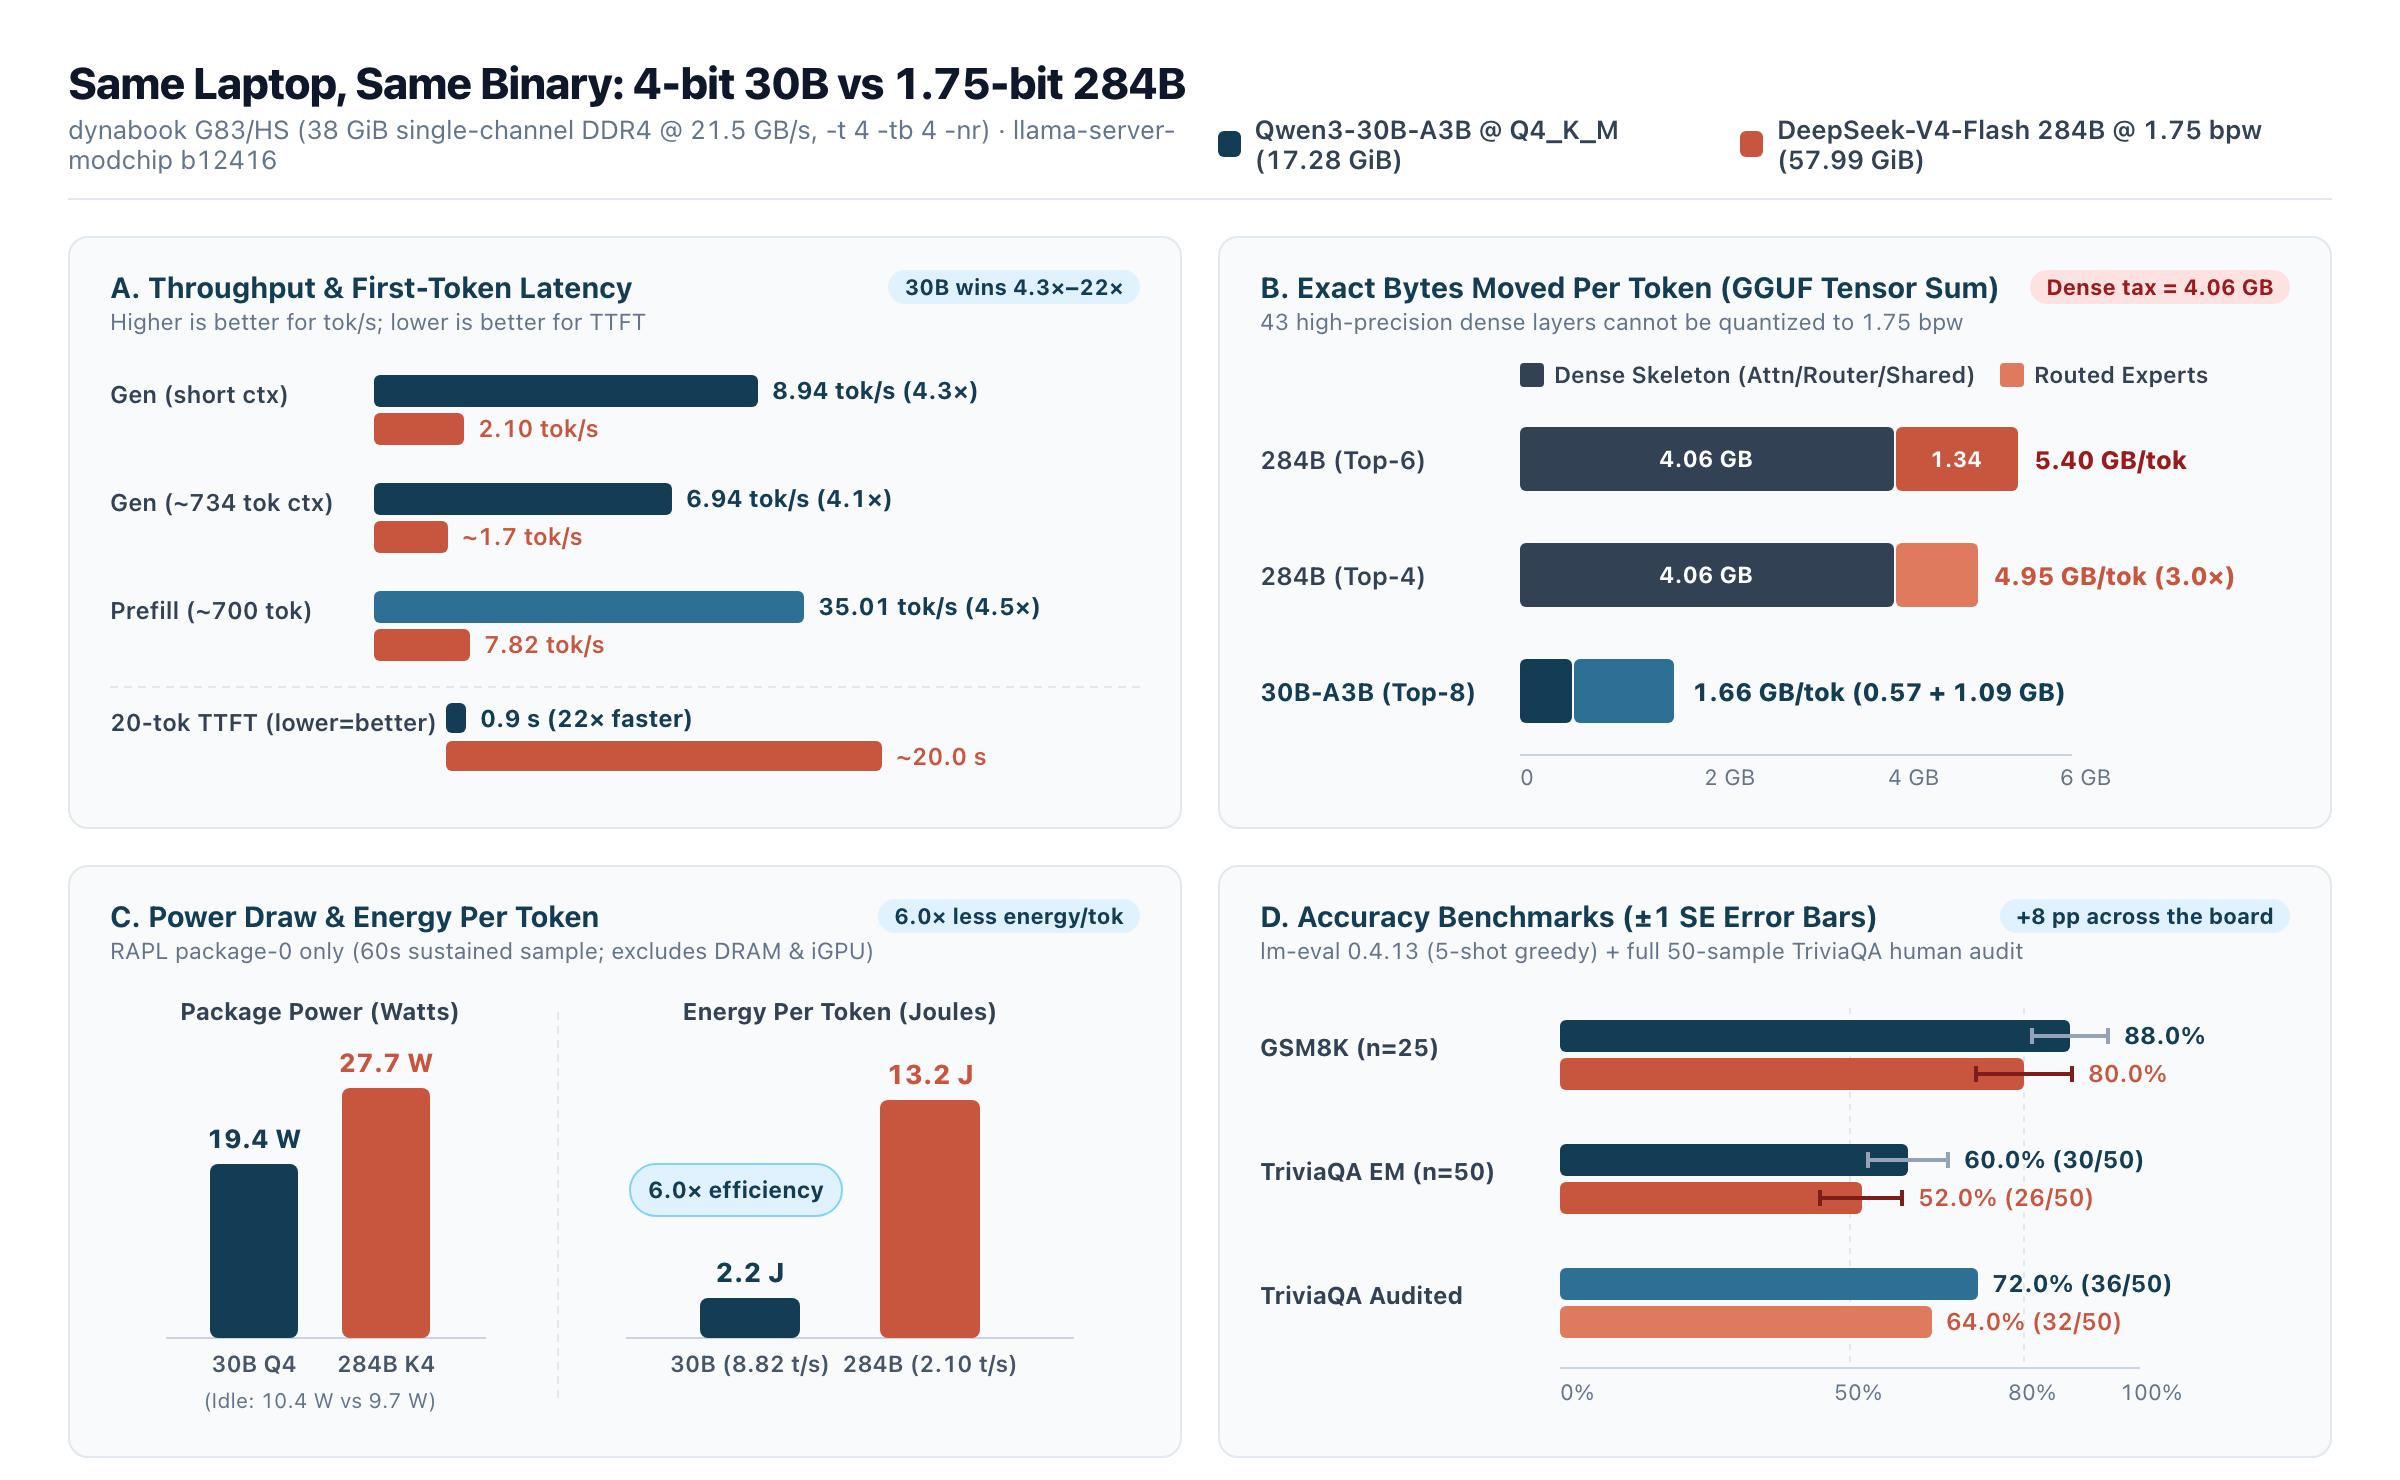 Same Laptop, Same Binary: 4-bit 30B vs 1.75-bit 284B
dynabook G83/HS (38 GiB single-channel DDR4 @ 21.5 GB/s, -t 4 -tb 4 -nr) · llama-server-
modchip b12416
Qwen3-30B-A3B @ Q4_K_M
(17.28 GiB)
DeepSeek-V4-Flash 284B @ 1.75 bpw
(57.99 GiB)
A. Throughput & First-Token Latency
30B wins 4.3×–22×
Higher is better for tok/s; lower is better for TTFT
Gen (short ctx)
8.94 tok/s (4.3×)
2.10 tok/s
Gen (~734 tok ctx)
6.94 tok/s (4.1×)
~1.7 tok/s
Prefill (~700 tok)
35.01 tok/s (4.5×)
7.82 tok/s
20-tok TTFT (lower=better)
0.9 s (22× faster)
~20.0 s
B. Exact Bytes Moved Per Token (GGUF Tensor Sum)
Dense tax = 4.06 GB
43 high-precision dense layers cannot be quantized to 1.75 bpw
Dense Skeleton (Attn/Router/Shared)
Routed Experts
284B (Top-6)
4.06 GB
1.34
5.40 GB/tok
284B (Top-4)
4.06 GB
4.95 GB/tok (3.0×)
30B-A3B (Top-8)
1.66 GB/tok (0.57 + 1.09 GB)
0
2 GB
4 GB
6 GB
C. Power Draw & Energy Per Token
6.0× less energy/tok
RAPL package-0 only (60s sustained sample; excludes DRAM & iGPU)
Package Power (Watts)
27.7 W
19.4 W
30B Q4
284B K4
(Idle: 10.4 W vs 9.7 W)
Energy Per Token (Joules)
13.2 J
6.0× efficiency
2.2 J
30B (8.82 t/s)
284B (2.10 t/s)
D. Accuracy Benchmarks (±1 SE Error Bars)
+8 pp across the board
lm-eval 0.4.13 (5-shot greedy) + full 50-sample TriviaQA human audit
GSM8K (n=25)
88.0%
80.0%
TriviaQA EM (n=50)
60.0% (30/50)
52.0% (26/50)
TriviaQA Audited
72.0% (36/50)
64.0% (32/50)
0%
50%
80%
100%